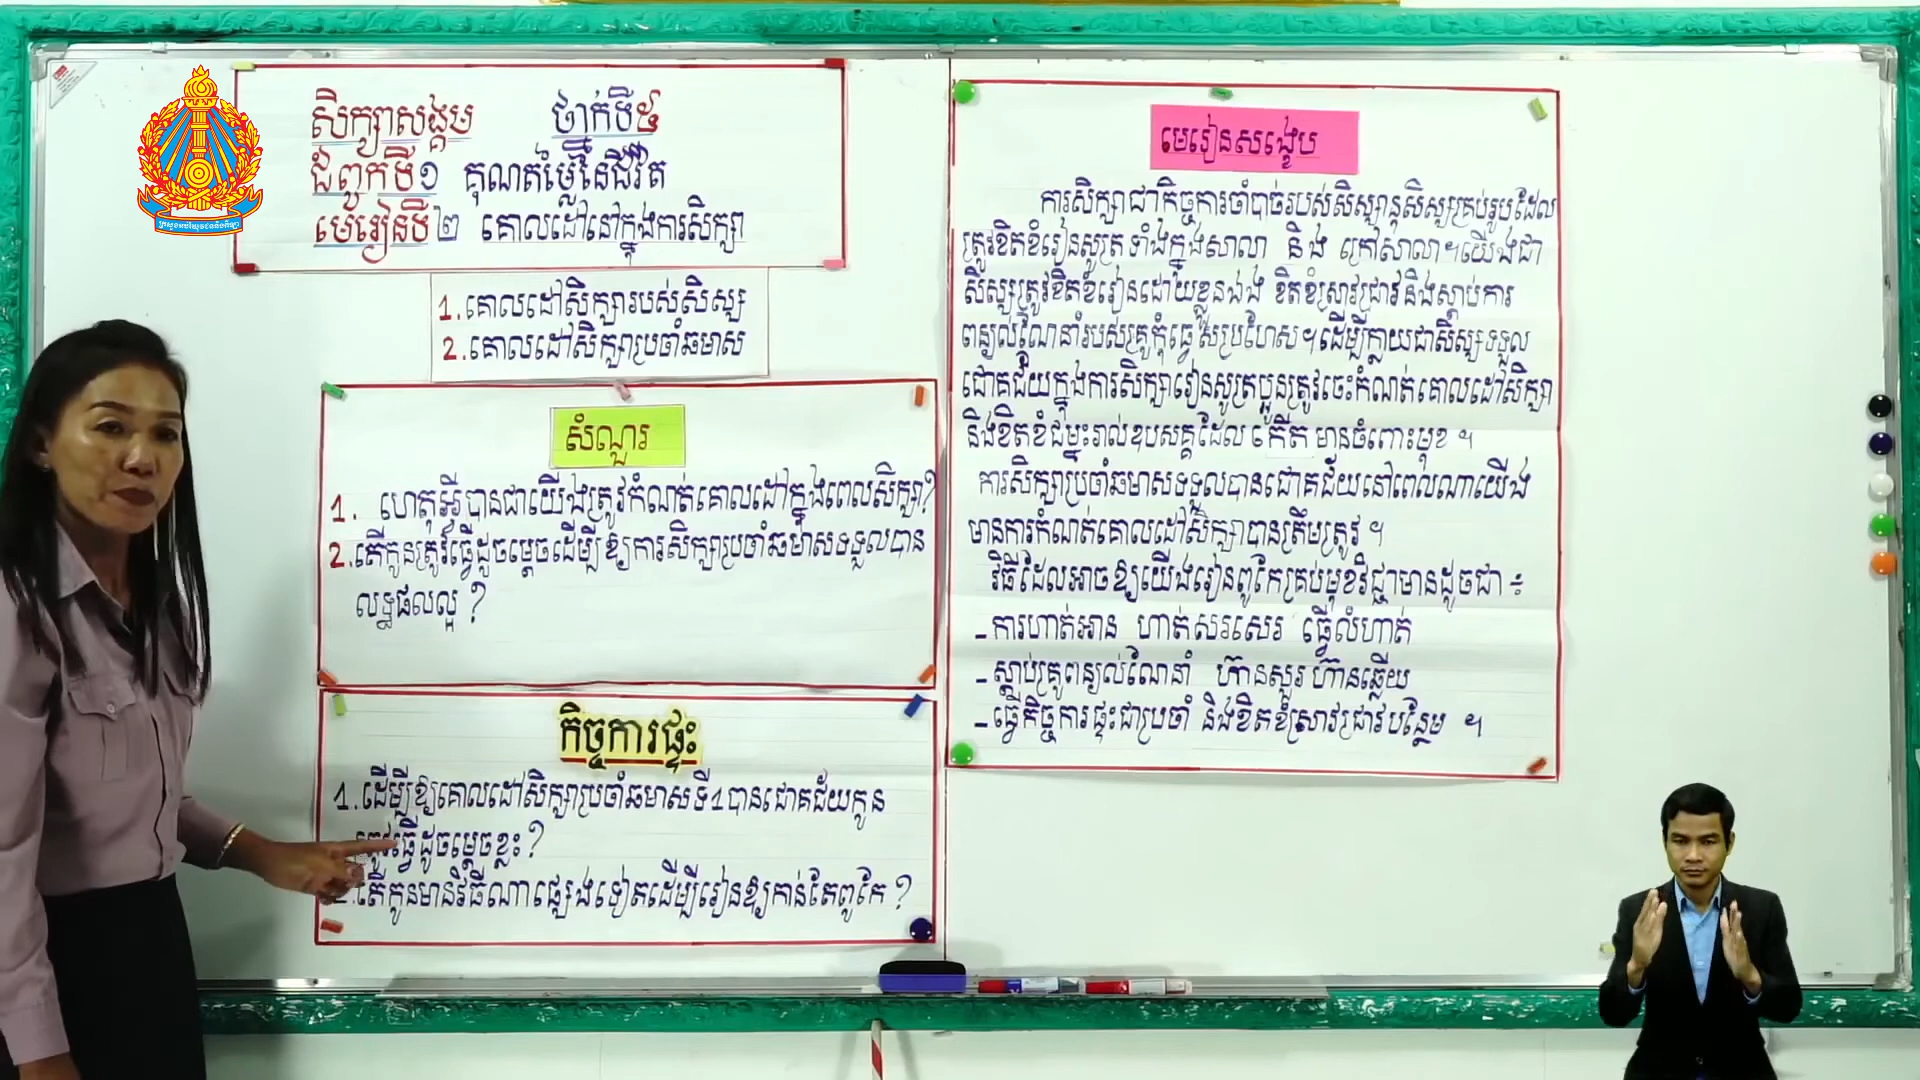 សិក្សាសង្គម ថ្នាក់ទី៥
ជំពូកទី១ គុណតម្លៃនៃជីវិត
មេរៀនទី២ គោលដៅនៅក្នុងការសិក្សា
1. គោលដៅសិក្សារបស់សិស្ស
2. គោលដៅសិក្សាប្រចាំឆមាស
សំណួរ
1. ហេតុអ្វីបានជាយើងត្រូវកំណត់គោលដៅក្នុងពេលសិក្សា?
2. តើកូនត្រូវធ្វើដូចម្តេចដើម្បីឱ្យការសិក្សាប្រចាំឆមាសទទួលបាន
លទ្ធផលល្អ ?
កិច្ចការផ្ទះ
1. ដើម្បីឱ្យគោលដៅសិក្សាប្រចាំឆមាសទី1បានជោគជ័យកូន
ត្រូវធ្វើដូចម្តេចខ្លះ ?
តើកូនមានវិធីណាផ្សេងទៀតដើម្បីរៀនឱ្យកាន់តែពូកែ ?
មេរៀនសង្ខេប
ការសិក្សាជាកិច្ចការចាំបាច់របស់សិស្សានុសិស្សគ្រប់រូបដែល
ត្រូវខិតខំរៀនសូត្រ ទាំងក្នុងសាលា និង ក្រៅសាលា។យើងជា
សិស្សត្រូវខិតខំរៀនដោយខ្លួនឯង ខិតខំស្រាវជ្រាវនិងស្តាប់ការ
ពន្យល់ណែនាំរបស់គ្រូកុំធ្វេសប្រហែស។ដើម្បីក្លាយជាសិស្សទទួល
ជោគជ័យក្នុងការសិក្សារៀនសូត្រប្អូនត្រូវចេះកំណត់គោលដៅសិក្សា
និងខិតខំជម្នះរាល់ឧបសគ្គដែល កើត មានចំពោះមុខ ។
ការសិក្សាប្រចាំឆមាសទទួលបានជោគជ័យនៅពេលណាយើង
មានការកំណត់គោលដៅសិក្សាបានត្រឹមត្រូវ ។
វិធីដែលអាចឱ្យយើងរៀនពូកែគ្រប់មុខវិជ្ជាមានដូចជា ៖
- ការហាត់អាន ហាត់សរសេរ ធ្វើលំហាត់
- ស្តាប់គ្រូពន្យល់ណែនាំ ហ៊ានសួរ ហ៊ានឆ្លើយ
- ធ្វើកិច្ចការផ្ទះជាប្រចាំ និងខិតខំស្រាវជ្រាវបន្ថែម ។
ក្រសួងអប់រំយុវជននិងកីឡា